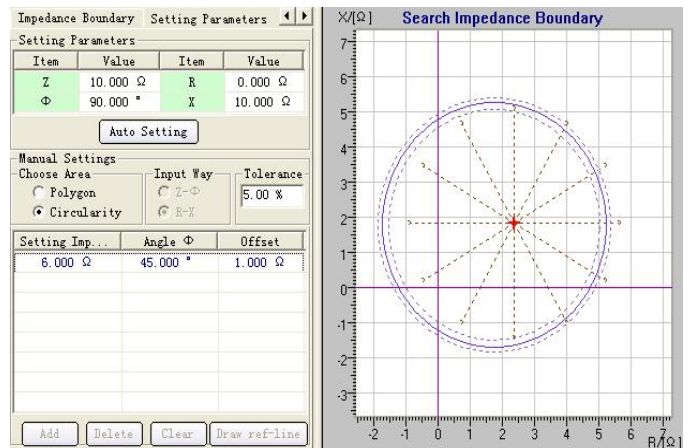 Impedance Boundary Setting Parameters
Setting Parameters
Item Value Item Value
Z 10.000 Ω R 0.000 Ω
Φ 90.000 ° X 10.000 Ω
Auto Setting
Manual Settings
Choose Area
Polygon
Circularity
Input Way
Z-Φ
R-X
Tolerance
5.00 %
Setting Imp... Angle Φ Offset
6.000 Ω 45.000 ° 1.000 Ω
Add Delete Clear Draw ref-line
X/[Ω] Search Impedance Boundary
7
6
5
4
3
2
1
0
-1
-2
-3
-2 -1 0 1 2 3 4 5 6 7
R/[Ω]